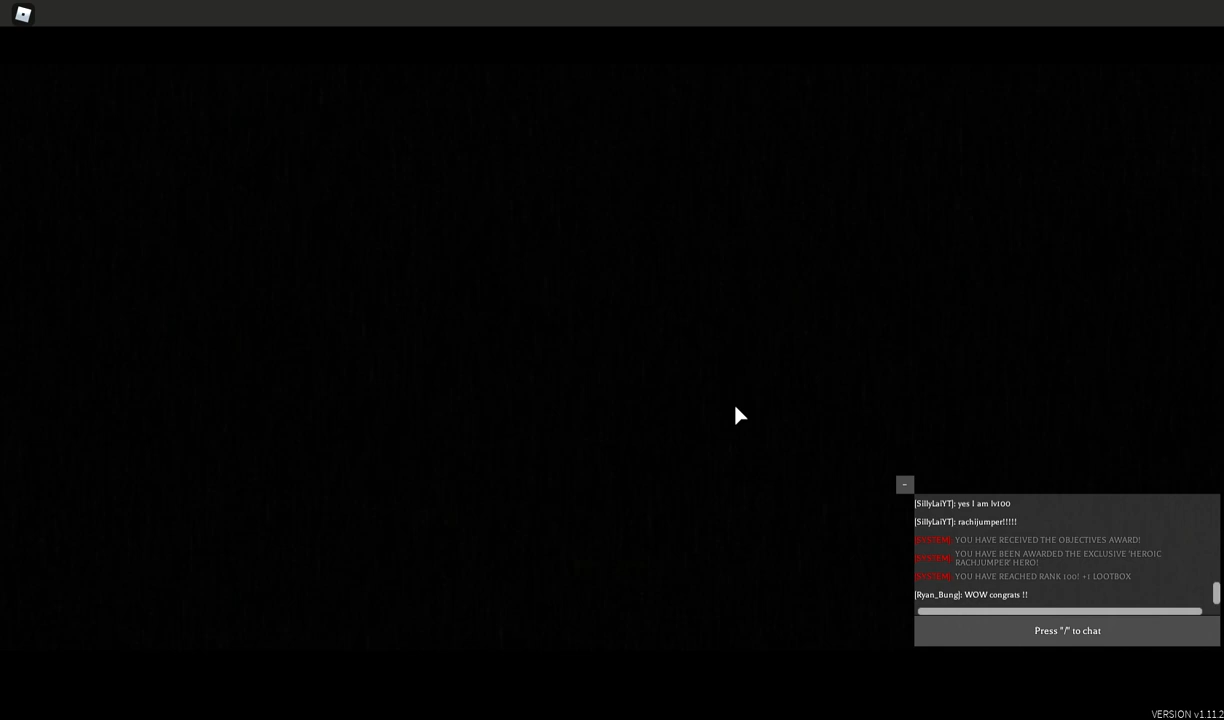 -
[SillyLaiYT]: yes I am lv100
[SillyLaiYT]: rachijumper!!!!!
[SYSTEM]: YOU HAVE RECEIVED THE OBJECTIVES AWARD!
[SYSTEM]: YOU HAVE BEEN AWARDED THE EXCLUSIVE 'HEROIC
RACHJUMPER' HERO!
[SYSTEM]: YOU HAVE REACHED RANK 100! +1 LOOTBOX
[Ryan_Bung]: WOW congrats !!
Press "/" to chat
VERSION v1.11.2